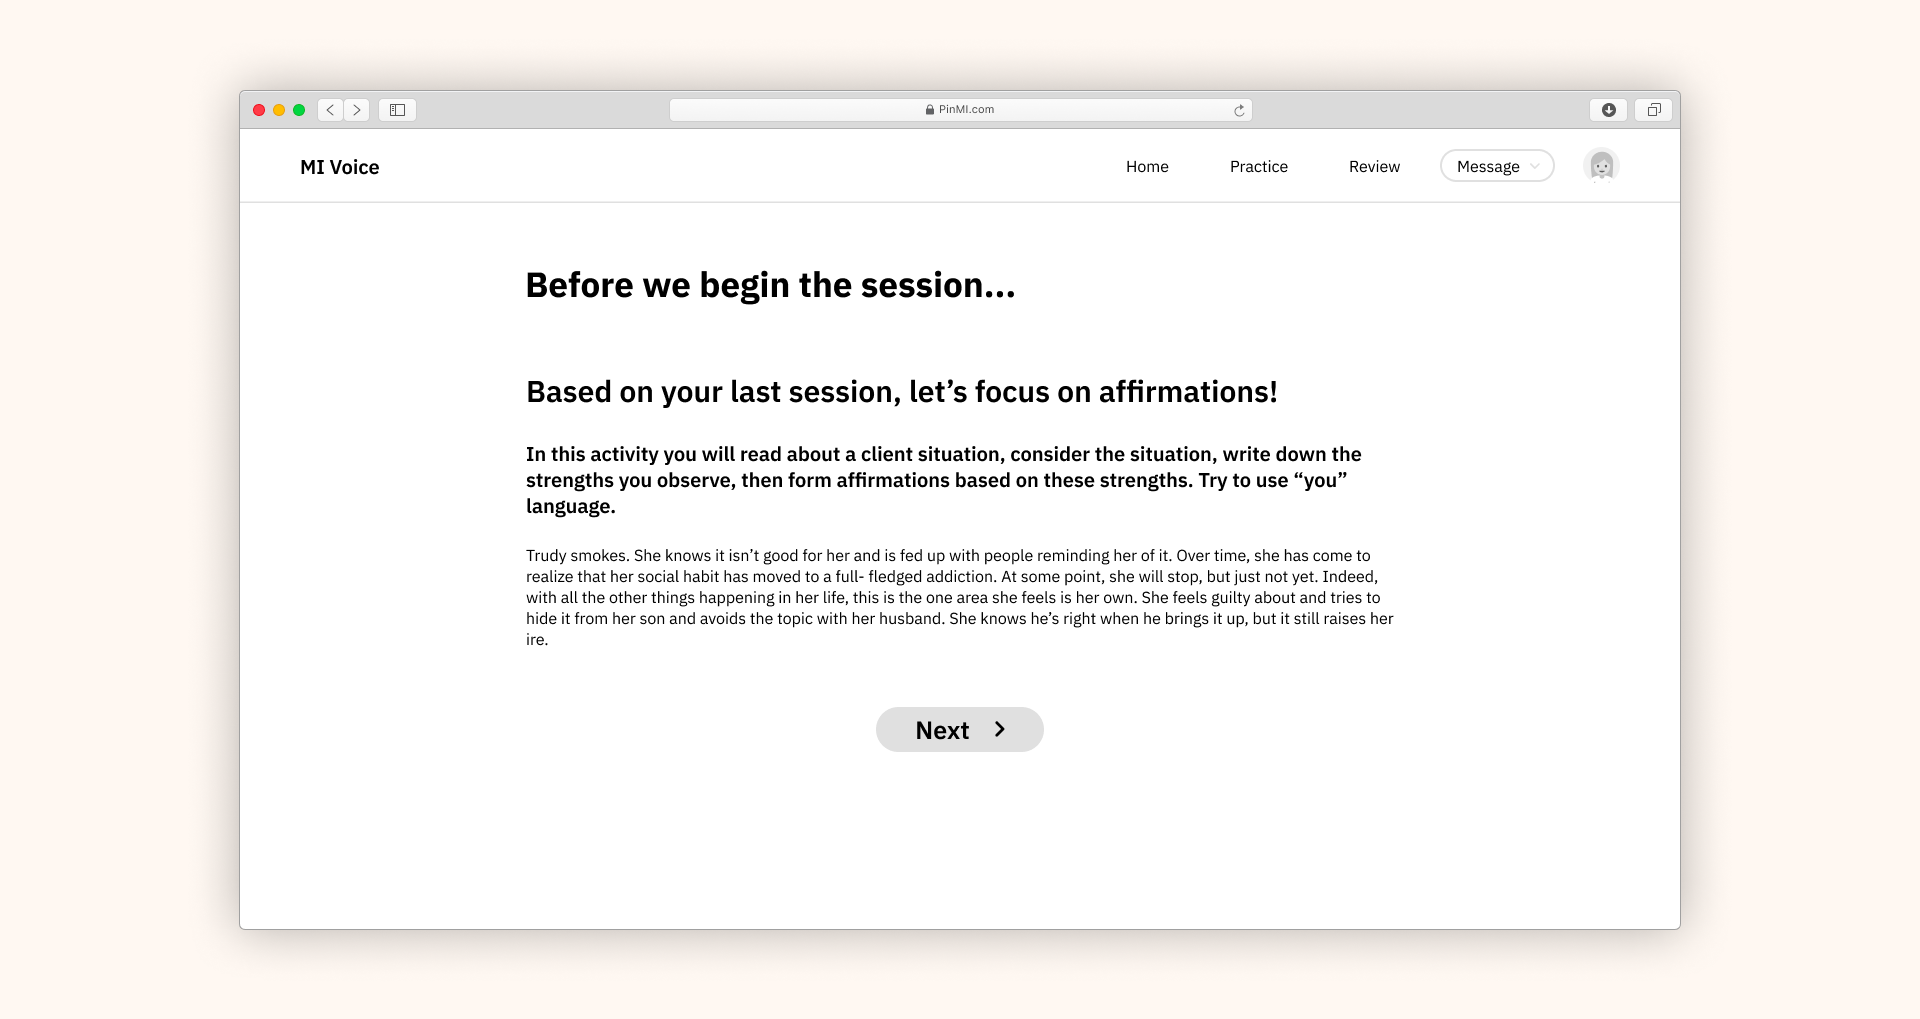 PinMI.com
MI Voice
Home
Practice
Review
Message
Before we begin the session...
Based on your last session, let’s focus on affirmations!
In this activity you will read about a client situation, consider the situation, write down the
strengths you observe, then form affirmations based on these strengths. Try to use “you”
language.
Trudy smokes. She knows it isn’t good for her and is fed up with people reminding her of it. Over time, she has come to
realize that her social habit has moved to a full- fledged addiction. At some point, she will stop, but just not yet. Indeed,
with all the other things happening in her life, this is the one area she feels is her own. She feels guilty about and tries to
hide it from her son and avoids the topic with her husband. She knows he’s right when he brings it up, but it still raises her
ire.
Next